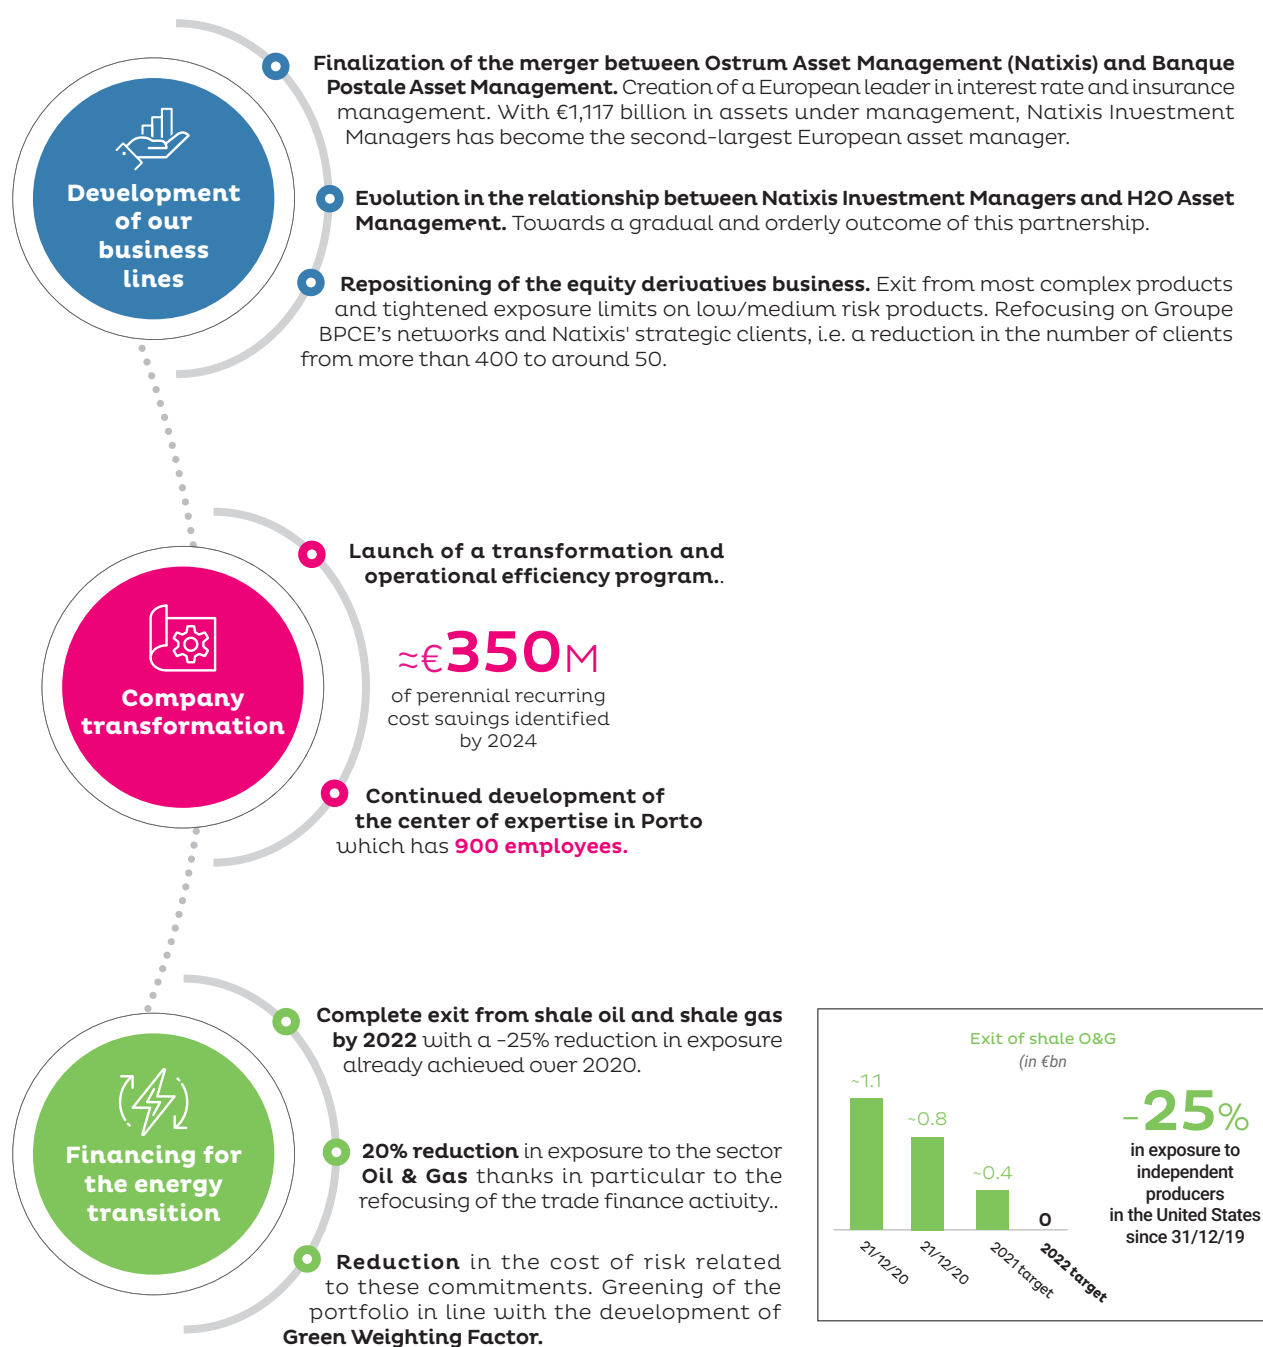 Development
of our
business
lines
Finalization of the merger between Ostrum Asset Management (Natixis) and Banque
Postale Asset Management. Creation of a European leader in interest rate and insurance
management. With €1,117 billion in assets under management, Natixis Investment
Managers has become the second-largest European asset manager.
Evolution in the relationship between Natixis Investment Managers and H2O Asset
Management. Towards a gradual and orderly outcome of this partnership.
Repositioning of the equity derivatives business. Exit from most complex products
and tightened exposure limits on low/medium risk products. Refocusing on Groupe
BPCE's networks and Natixis' strategic clients, i.e. a reduction in the number of clients
from more than 400 to around 50.
Company
transformation
Launch of a transformation and
operational efficiency program..
≈€350M
of perennial recurring
cost savings identified
by 2024
Continued development of
the center of expertise in Porto
which has 900 employees.
Financing for
the energy
transition
Complete exit from shale oil and shale gas
by 2022 with a -25% reduction in exposure
already achieved over 2020.
20% reduction in exposure to the sector
Oil & Gas thanks in particular to the
refocusing of the trade finance activity..
Reduction in the cost of risk related
to these commitments. Greening of the
portfolio in line with the development of
Green Weighting Factor.
Exit of shale O&G
(in €bn
~1.1
~0.8
~0.4
0
21/12/20
21/12/20
2021 target
2022 target
-25%
in exposure to
independent
producers
in the United States
since 31/12/19